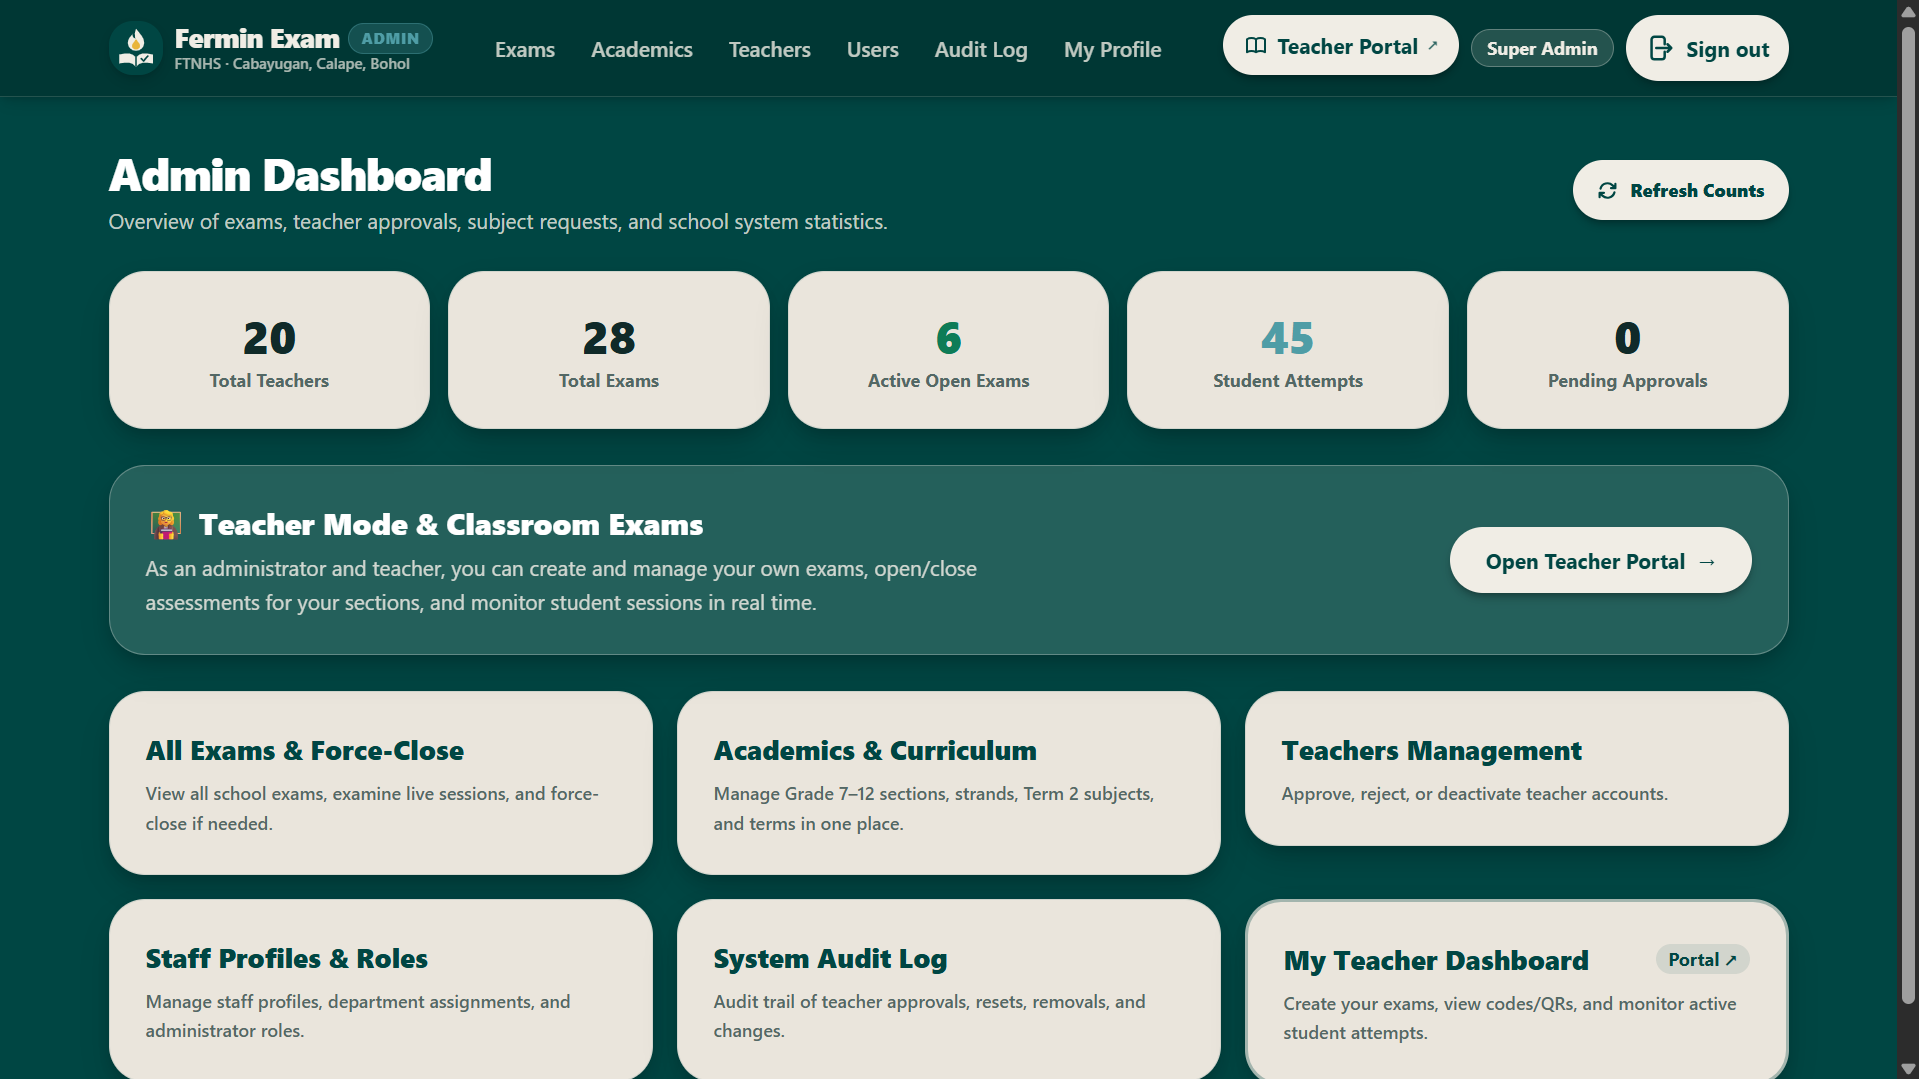 Fermin Exam ADMIN
FTNHS · Cabayugan, Calape, Bohol
Exams
Academics
Teachers
Users
Audit Log
My Profile
Teacher Portal ↗
Super Admin
Sign out
Admin Dashboard
Overview of exams, teacher approvals, subject requests, and school system statistics.
Refresh Counts
20
Total Teachers
28
Total Exams
6
Active Open Exams
45
Student Attempts
0
Pending Approvals
Teacher Mode & Classroom Exams
As an administrator and teacher, you can create and manage your own exams, open/close
assessments for your sections, and monitor student sessions in real time.
Open Teacher Portal →
All Exams & Force-Close
View all school exams, examine live sessions, and force-
close if needed.
Academics & Curriculum
Manage Grade 7–12 sections, strands, Term 2 subjects,
and terms in one place.
Teachers Management
Approve, reject, or deactivate teacher accounts.
Staff Profiles & Roles
Manage staff profiles, department assignments, and
administrator roles.
System Audit Log
Audit trail of teacher approvals, resets, removals, and
changes.
My Teacher Dashboard
Portal ↗
Create your exams, view codes/QRs, and monitor active
student attempts.